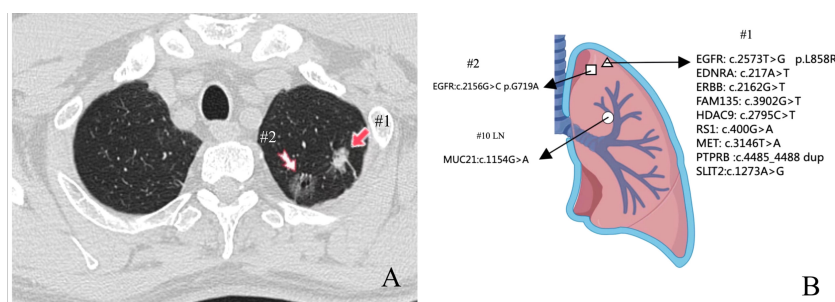 #1
#2
A
#2
EGFR:c.2156G>C p.G719A
#10 LN
MUC21:c.1154G>A
#1
EGFR: c.2573T>G p.L858R
EDNRA: c.217A>T
ERBB: c.2162G>T
FAM135: c.3902G>T
HDAC9: c.2795C>T
RS1: c.400G>A
MET: c.3146T>A
PTPRB :c.4485_4488 dup
SLIT2:c.1273A>G
B